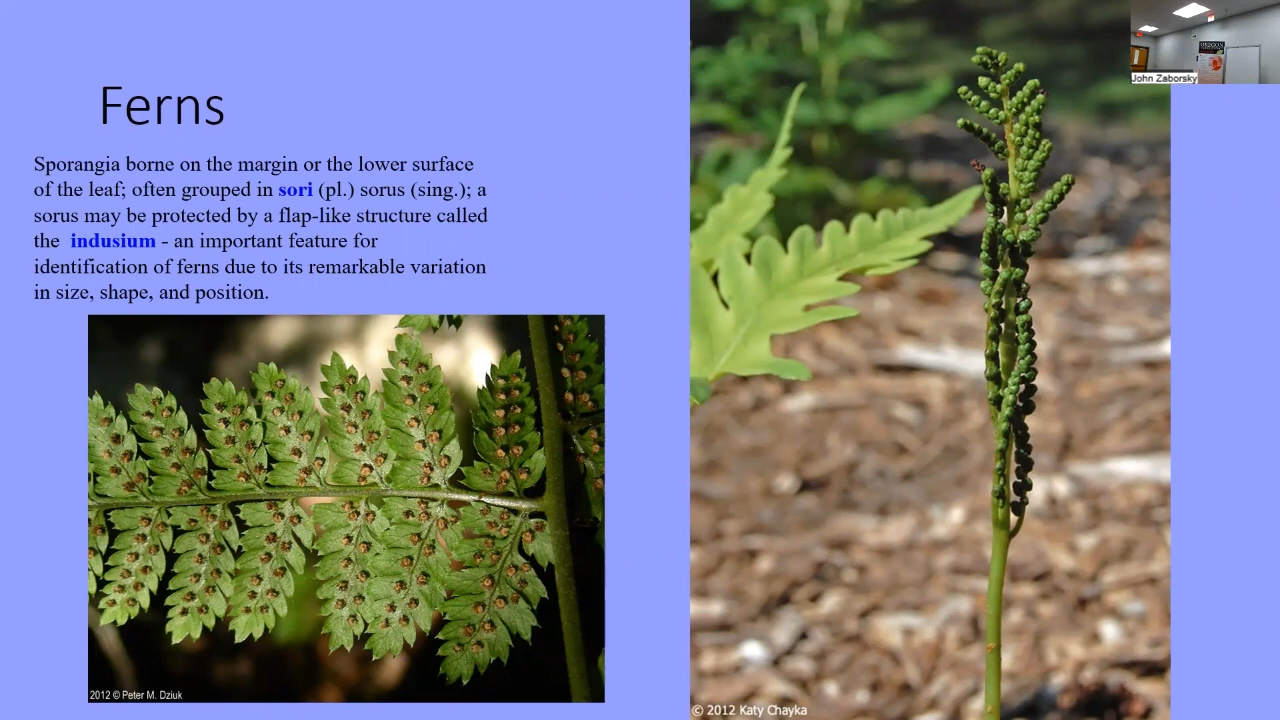 Ferns
Sporangia borne on the margin or the lower surface
of the leaf; often grouped in sori (pl.) sorus (sing.); a
sorus may be protected by a flap-like structure called
the indusium - an important feature for
identification of ferns due to its remarkable variation
in size, shape, and position.
2012 © Peter M. Dziuk
© 2012 Katy Chayka
John Zaborsky